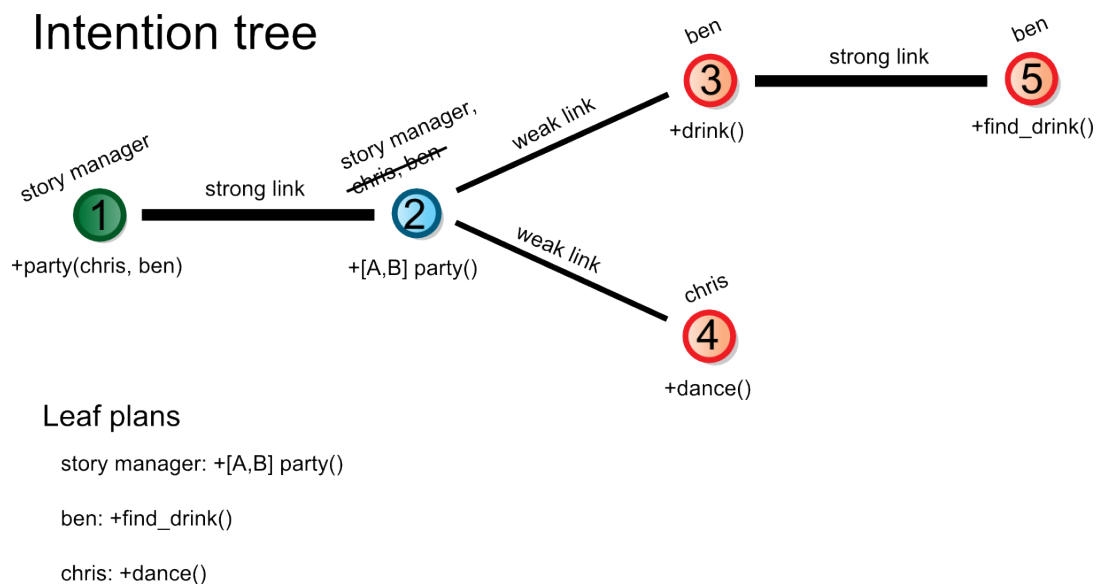 Intention tree
story manager
1
+party(chris, ben)
strong link
story manager,
chris, ben
2
+[A,B] party()
weak link
weak link
ben
3
+drink()
strong link
ben
5
+find_drink()
chris
4
+dance()
Leaf plans
story manager: +[A,B] party()
ben: +find_drink()
chris: +dance()